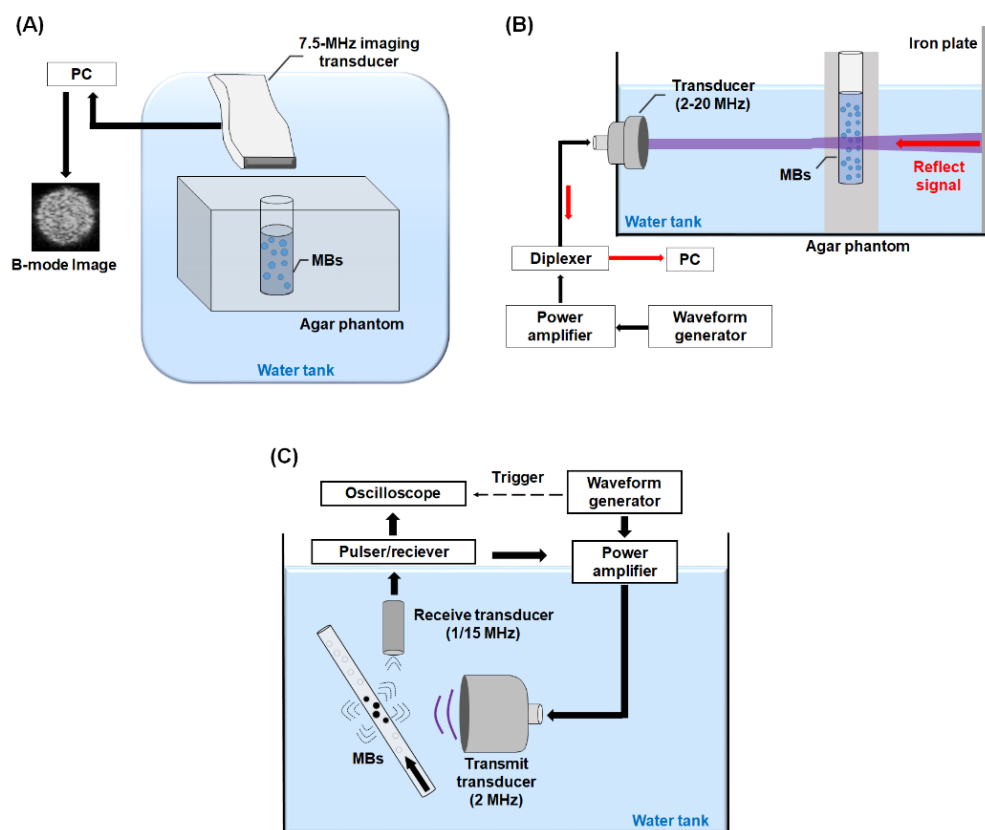 (A)
7.5-MHz imaging
transducer
PC
B-mode Image
MBs
Agar phantom
Water tank
(B)
Iron plate
Transducer
(2-20 MHz)
MBs
Reflect
signal
Water tank
Agar phantom
Diplexer
PC
Power
amplifier
Waveform
generator
(C)
Trigger
Oscilloscope
Waveform
generator
Pulser/reciever
Power
amplifier
Receive transducer
(1/15 MHz)
MBs
Transmit
transducer
(2 MHz)
Water tank